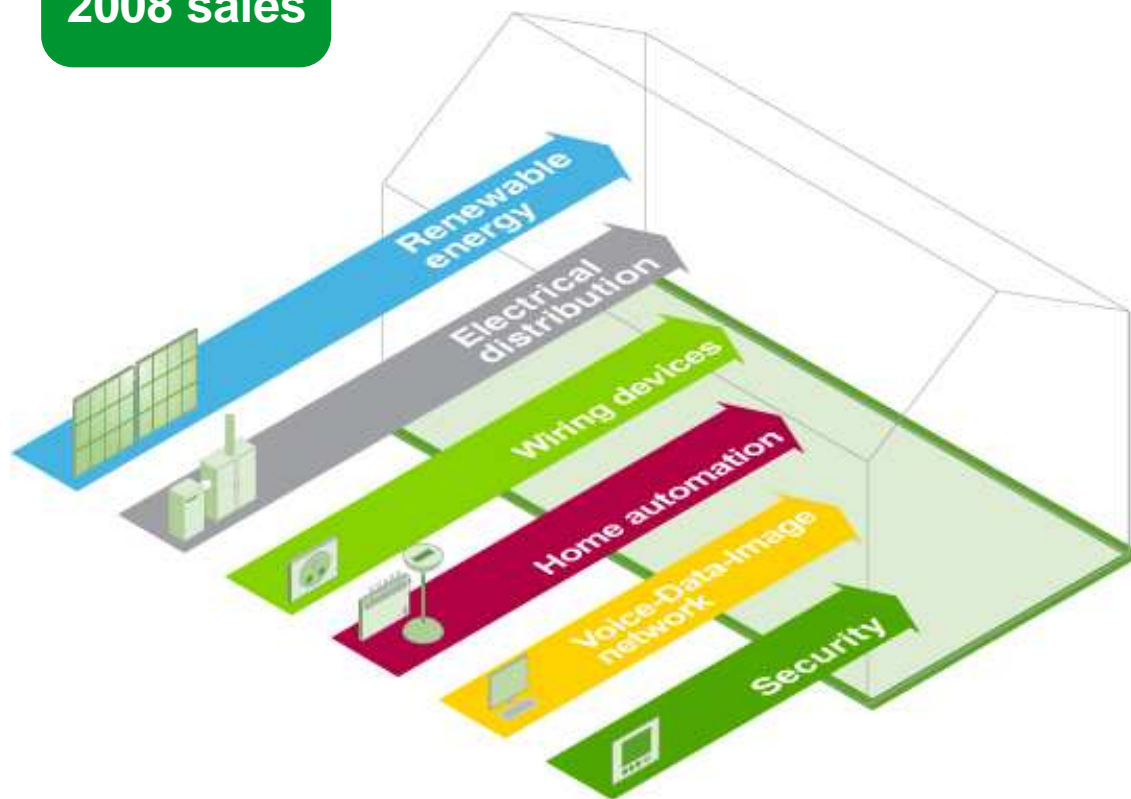 2008 sales
Renewable
energy
Electrical
distribution
Wiring devices
Home automation
Voice-Data-Image
network
Security